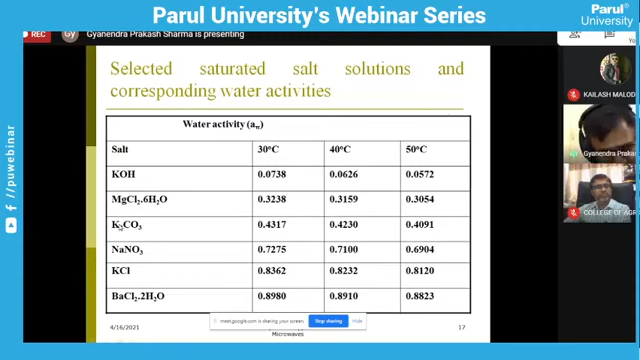 Parul University's Webinar Series
Parul®
University
REC
Gy
Gyanendra Prakash Sharma is presenting
Yo
Selected saturated salt solutions and
corresponding water activities
Water activity (aw)
Salt 30°C 40°C 50°C
KOH 0.0738 0.0626 0.0572
MgCl2.6H2O 0.3238 0.3159 0.3054
K2CO3 0.4317 0.4230 0.4091
NaNO3 0.7275 0.7100 0.6904
KCl 0.8362 0.8232 0.8120
BaCl2.2H2O 0.8980 0.8910 0.8823
4/16/2021
meet.google.com is sharing your screen.
Stop sharing
Hide
Microwaves
17
KAILASH MALOD
Gyanendra Prakas
COLLEGE OF AGR
/puwebinar